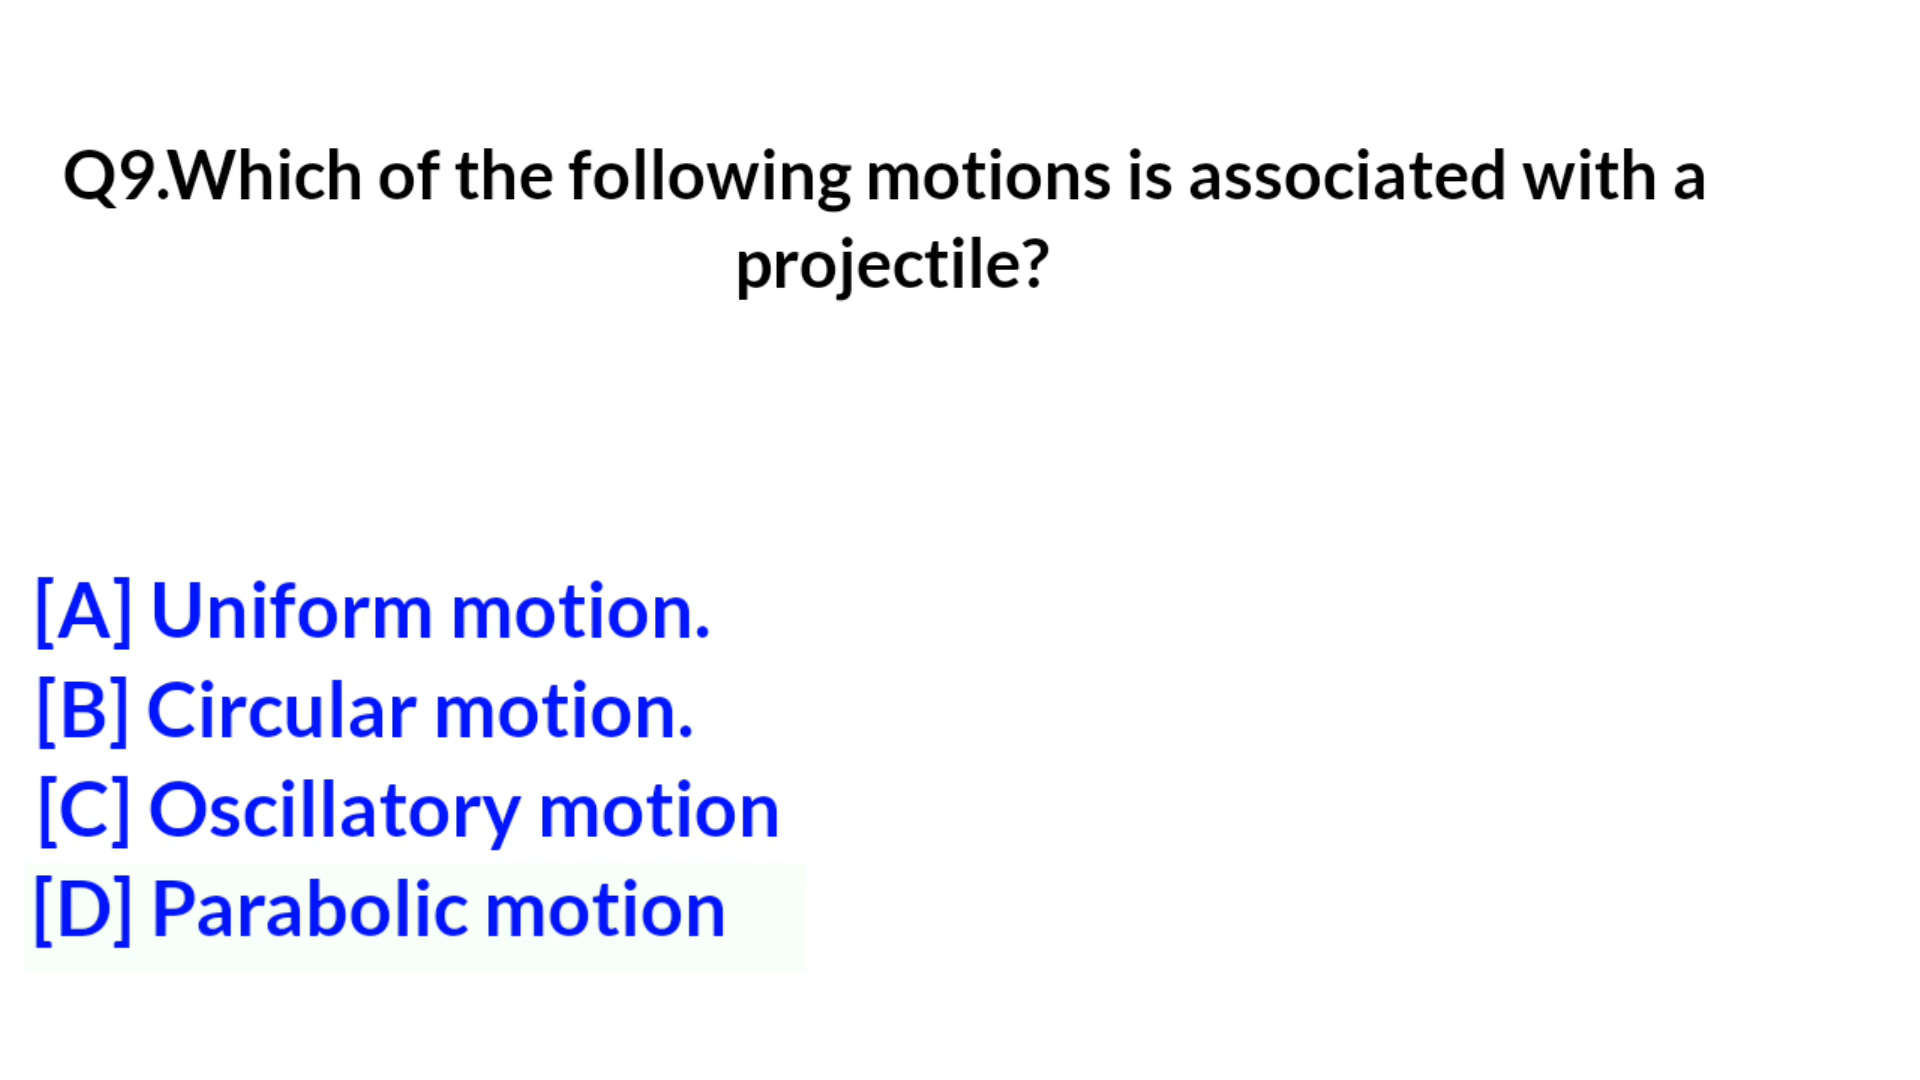 Q9.Which of the following motions is associated with a
projectile?
[A] Uniform motion.
[B] Circular motion.
[C] Oscillatory motion
[D] Parabolic motion